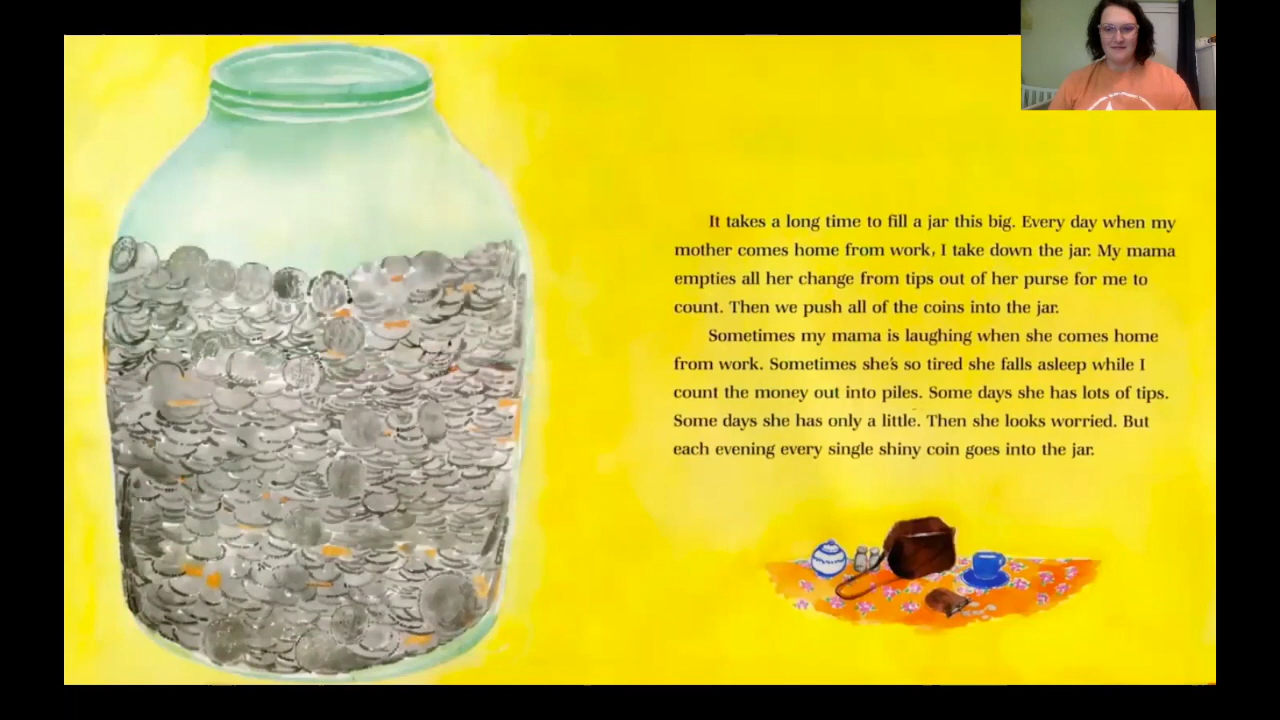 It takes a long time to fill a jar this big. Every day when my
mother comes home from work, I take down the jar. My mama
empties all her change from tips out of her purse for me to
count. Then we push all of the coins into the jar.
Sometimes my mama is laughing when she comes home
from work. Sometimes she's so tired she falls asleep while I
count the money out into piles. Some days she has lots of tips.
Some days she has only a little. Then she looks worried. But
each evening every single shiny coin goes into the jar.